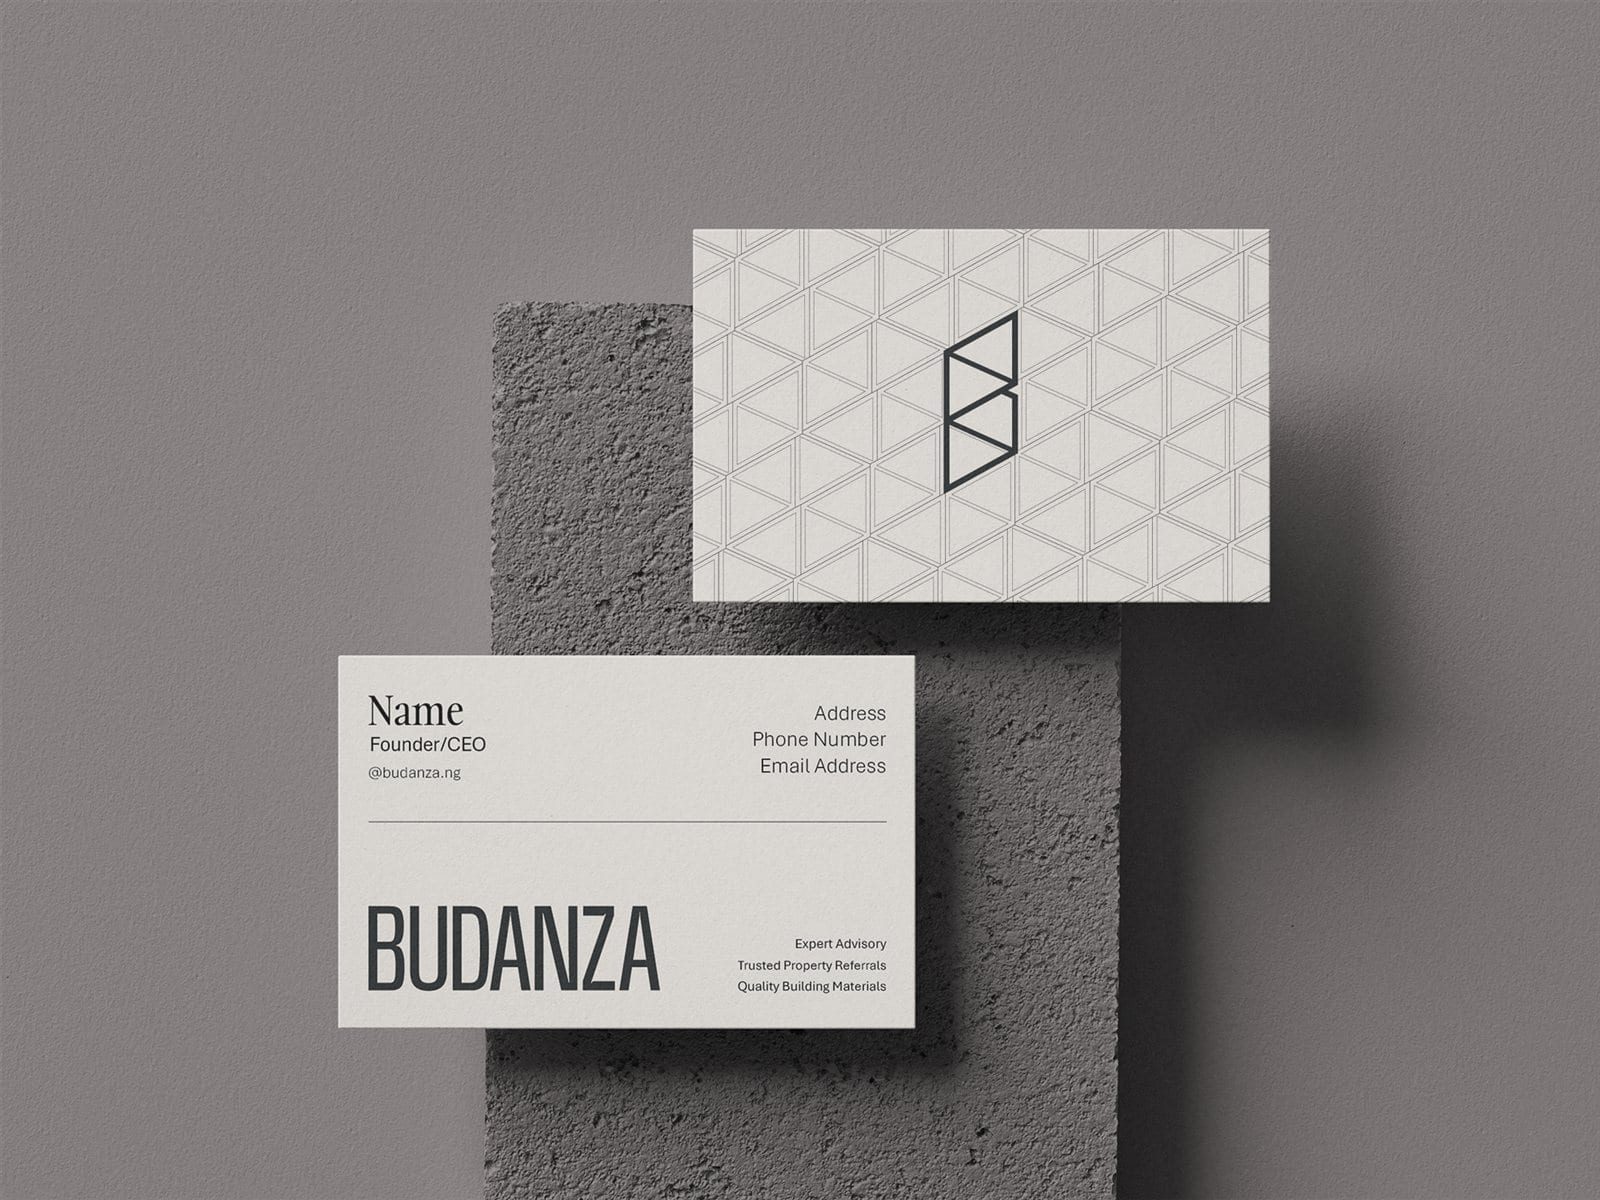 Name
Founder/CEO
@budanza.ng
Address
Phone Number
Email Address
BUDANZA
Expert Advisory
Trusted Property Referrals
Quality Building Materials